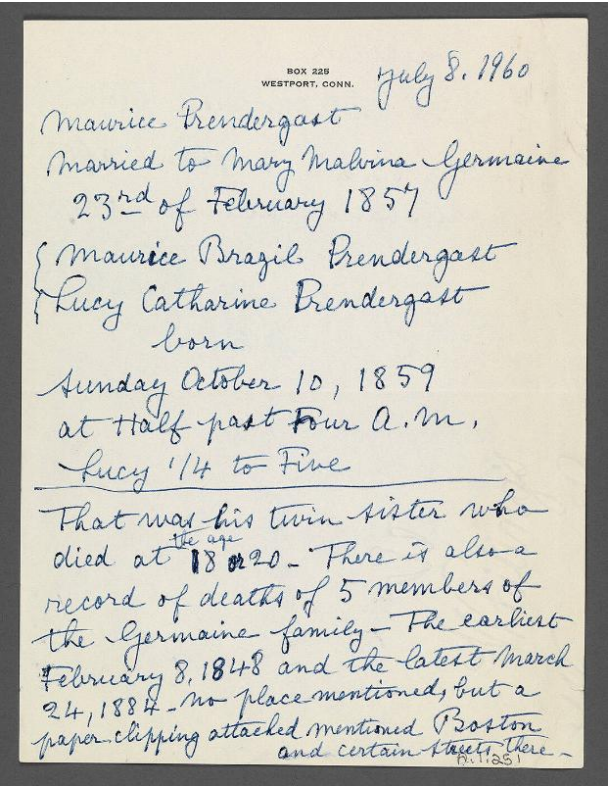 BOX 225
WESTPORT, CONN.
July 8. 1960
Maurice Prendergast
Married to Mary Malvina Germaine
23rd of February 1857
Maurice Brazil Prendergast
Lucy Catharine Prendergast
born
Sunday October 10, 1859
at Half past Four A.M.
Lucy 1/4 to Five
That was his twin sister who
died at the age 18 or 20 - There is also a
record of deaths of 5 members of
the Germaine family - The earliest
February 8, 1848 and the latest March
24, 1884 - no place mentioned, but a
paper clipping attached mentioned Boston
and certain streets there -